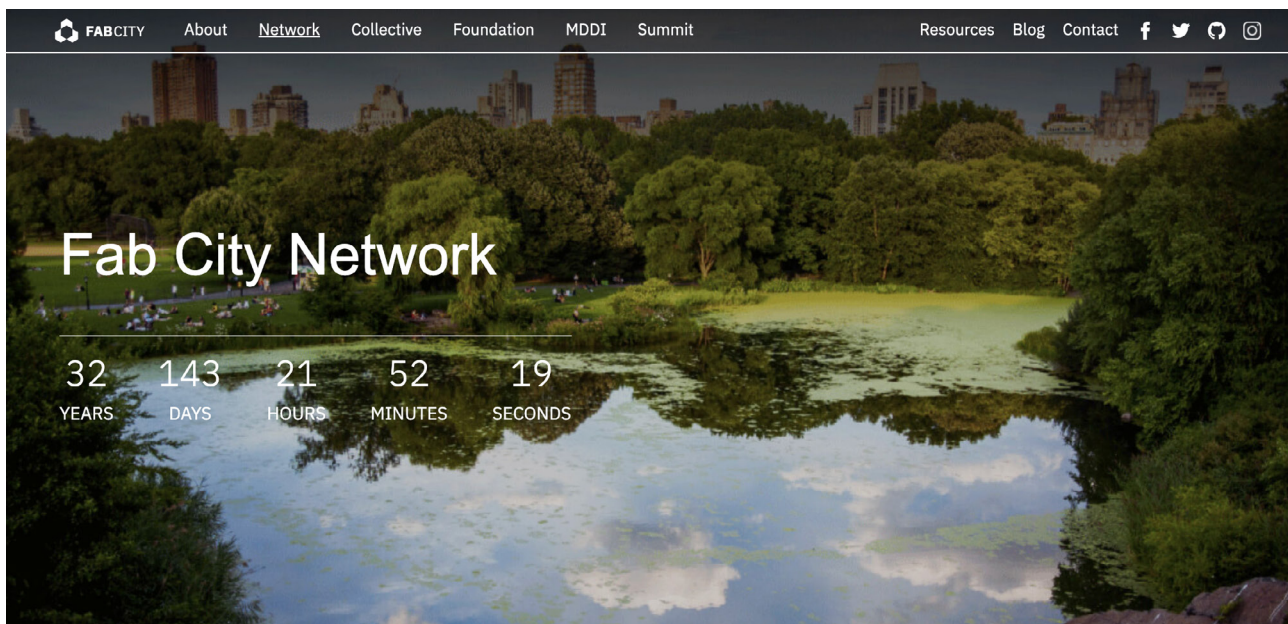 FABCITY About Network Collective Foundation MDDI Summit Resources Blog Contact
Fab City Network
32 143 21 52 19
YEARS DAYS HOURS MINUTES SECONDS